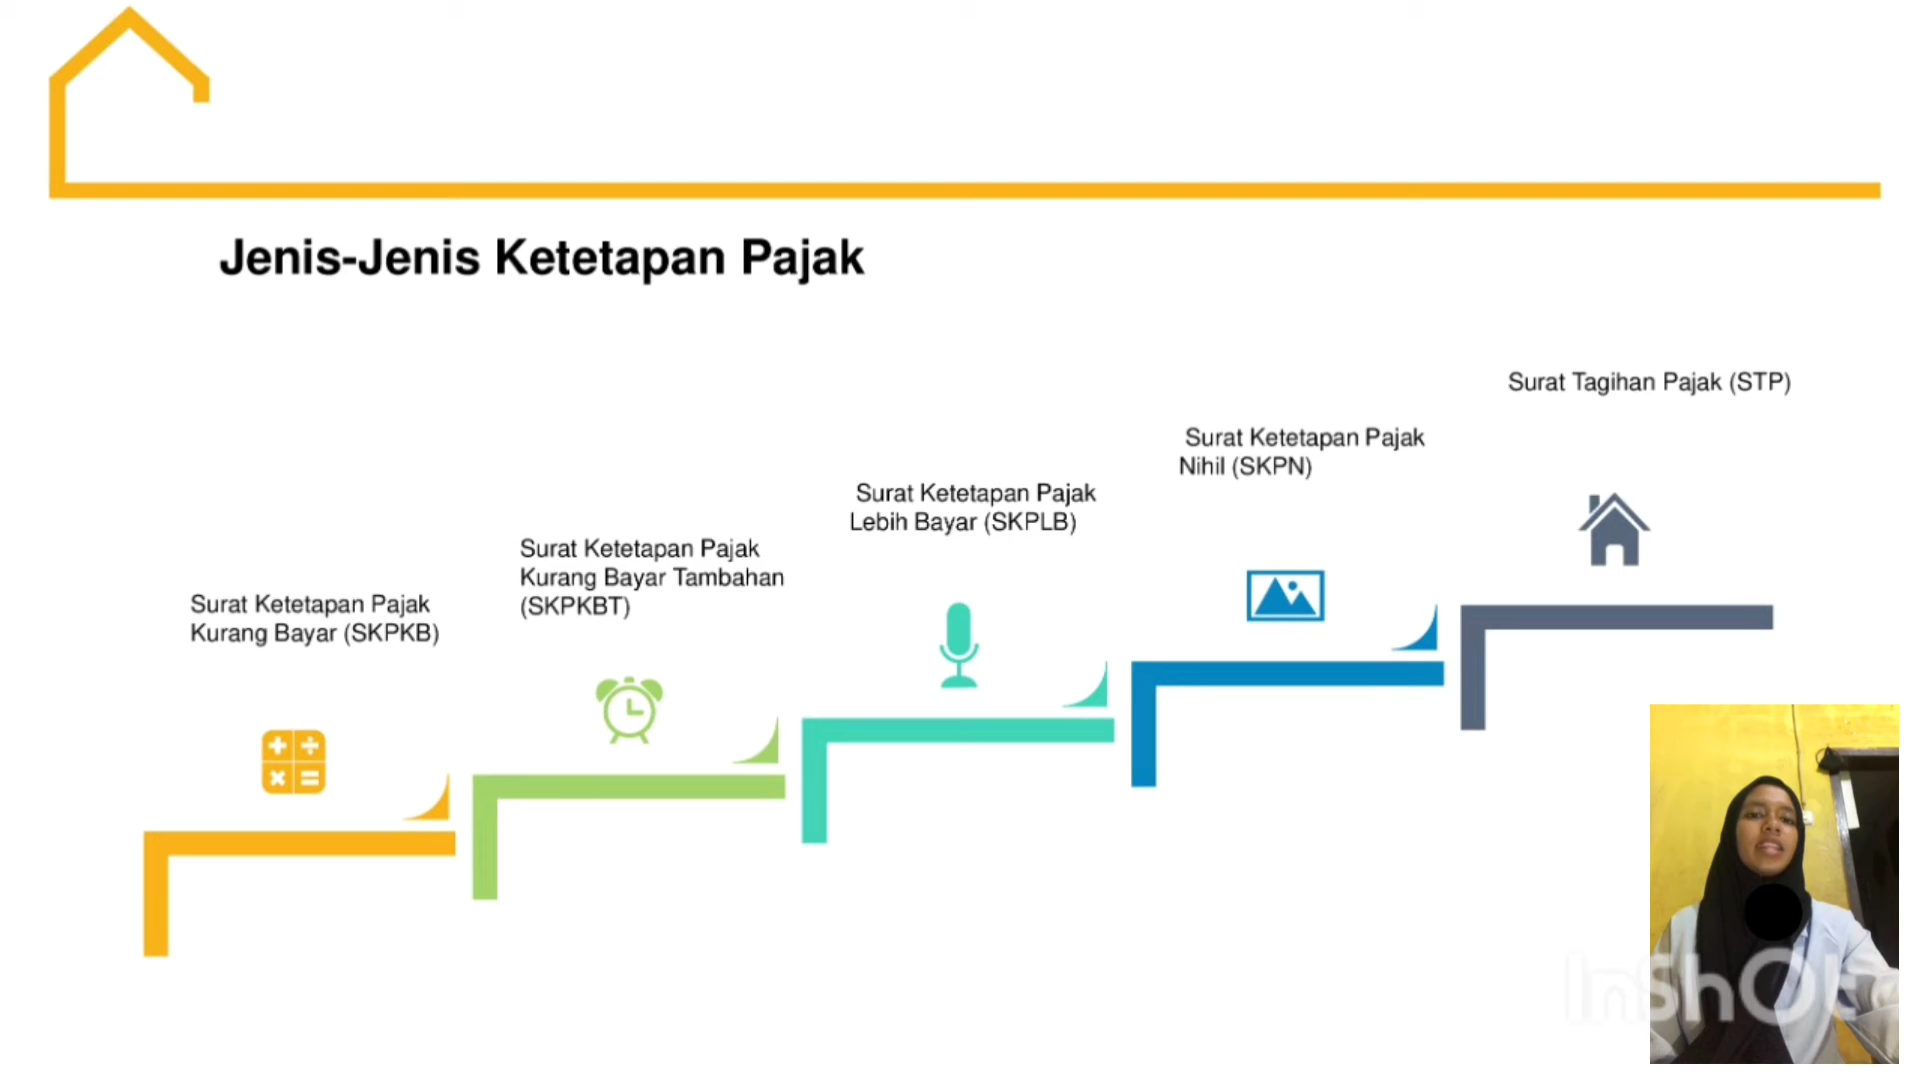 Jenis-Jenis Ketetapan Pajak
Surat Ketetapan Pajak
Kurang Bayar (SKPKB)
Surat Ketetapan Pajak
Kurang Bayar Tambahan
(SKPKBT)
Surat Ketetapan Pajak
Lebih Bayar (SKPLB)
Surat Ketetapan Pajak
Nihil (SKPN)
Surat Tagihan Pajak (STP)
InShOt